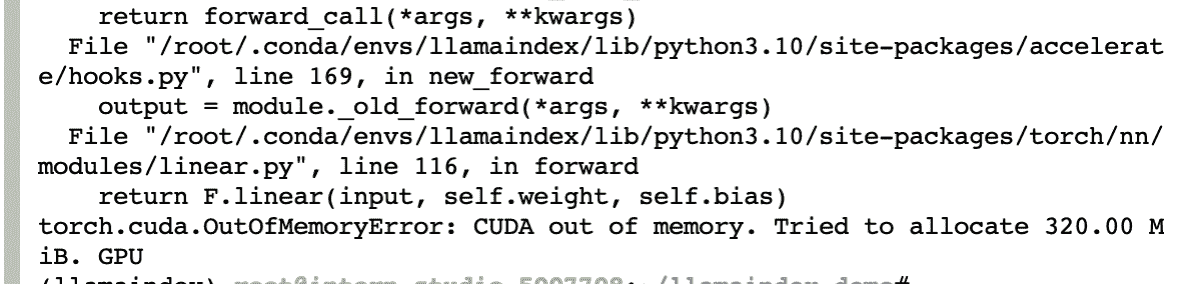 return forward_call(*args, **kwargs)
File "/root/.conda/envs/llamaindex/lib/python3.10/site-packages/accelerat
e/hooks.py", line 169, in new_forward
output = module._old_forward(*args, **kwargs)
File "/root/.conda/envs/llamaindex/lib/python3.10/site-packages/torch/nn/
modules/linear.py", line 116, in forward
return F.linear(input, self.weight, self.bias)
torch.cuda.OutOfMemoryError: CUDA out of memory. Tried to allocate 320.00 M
iB. GPU